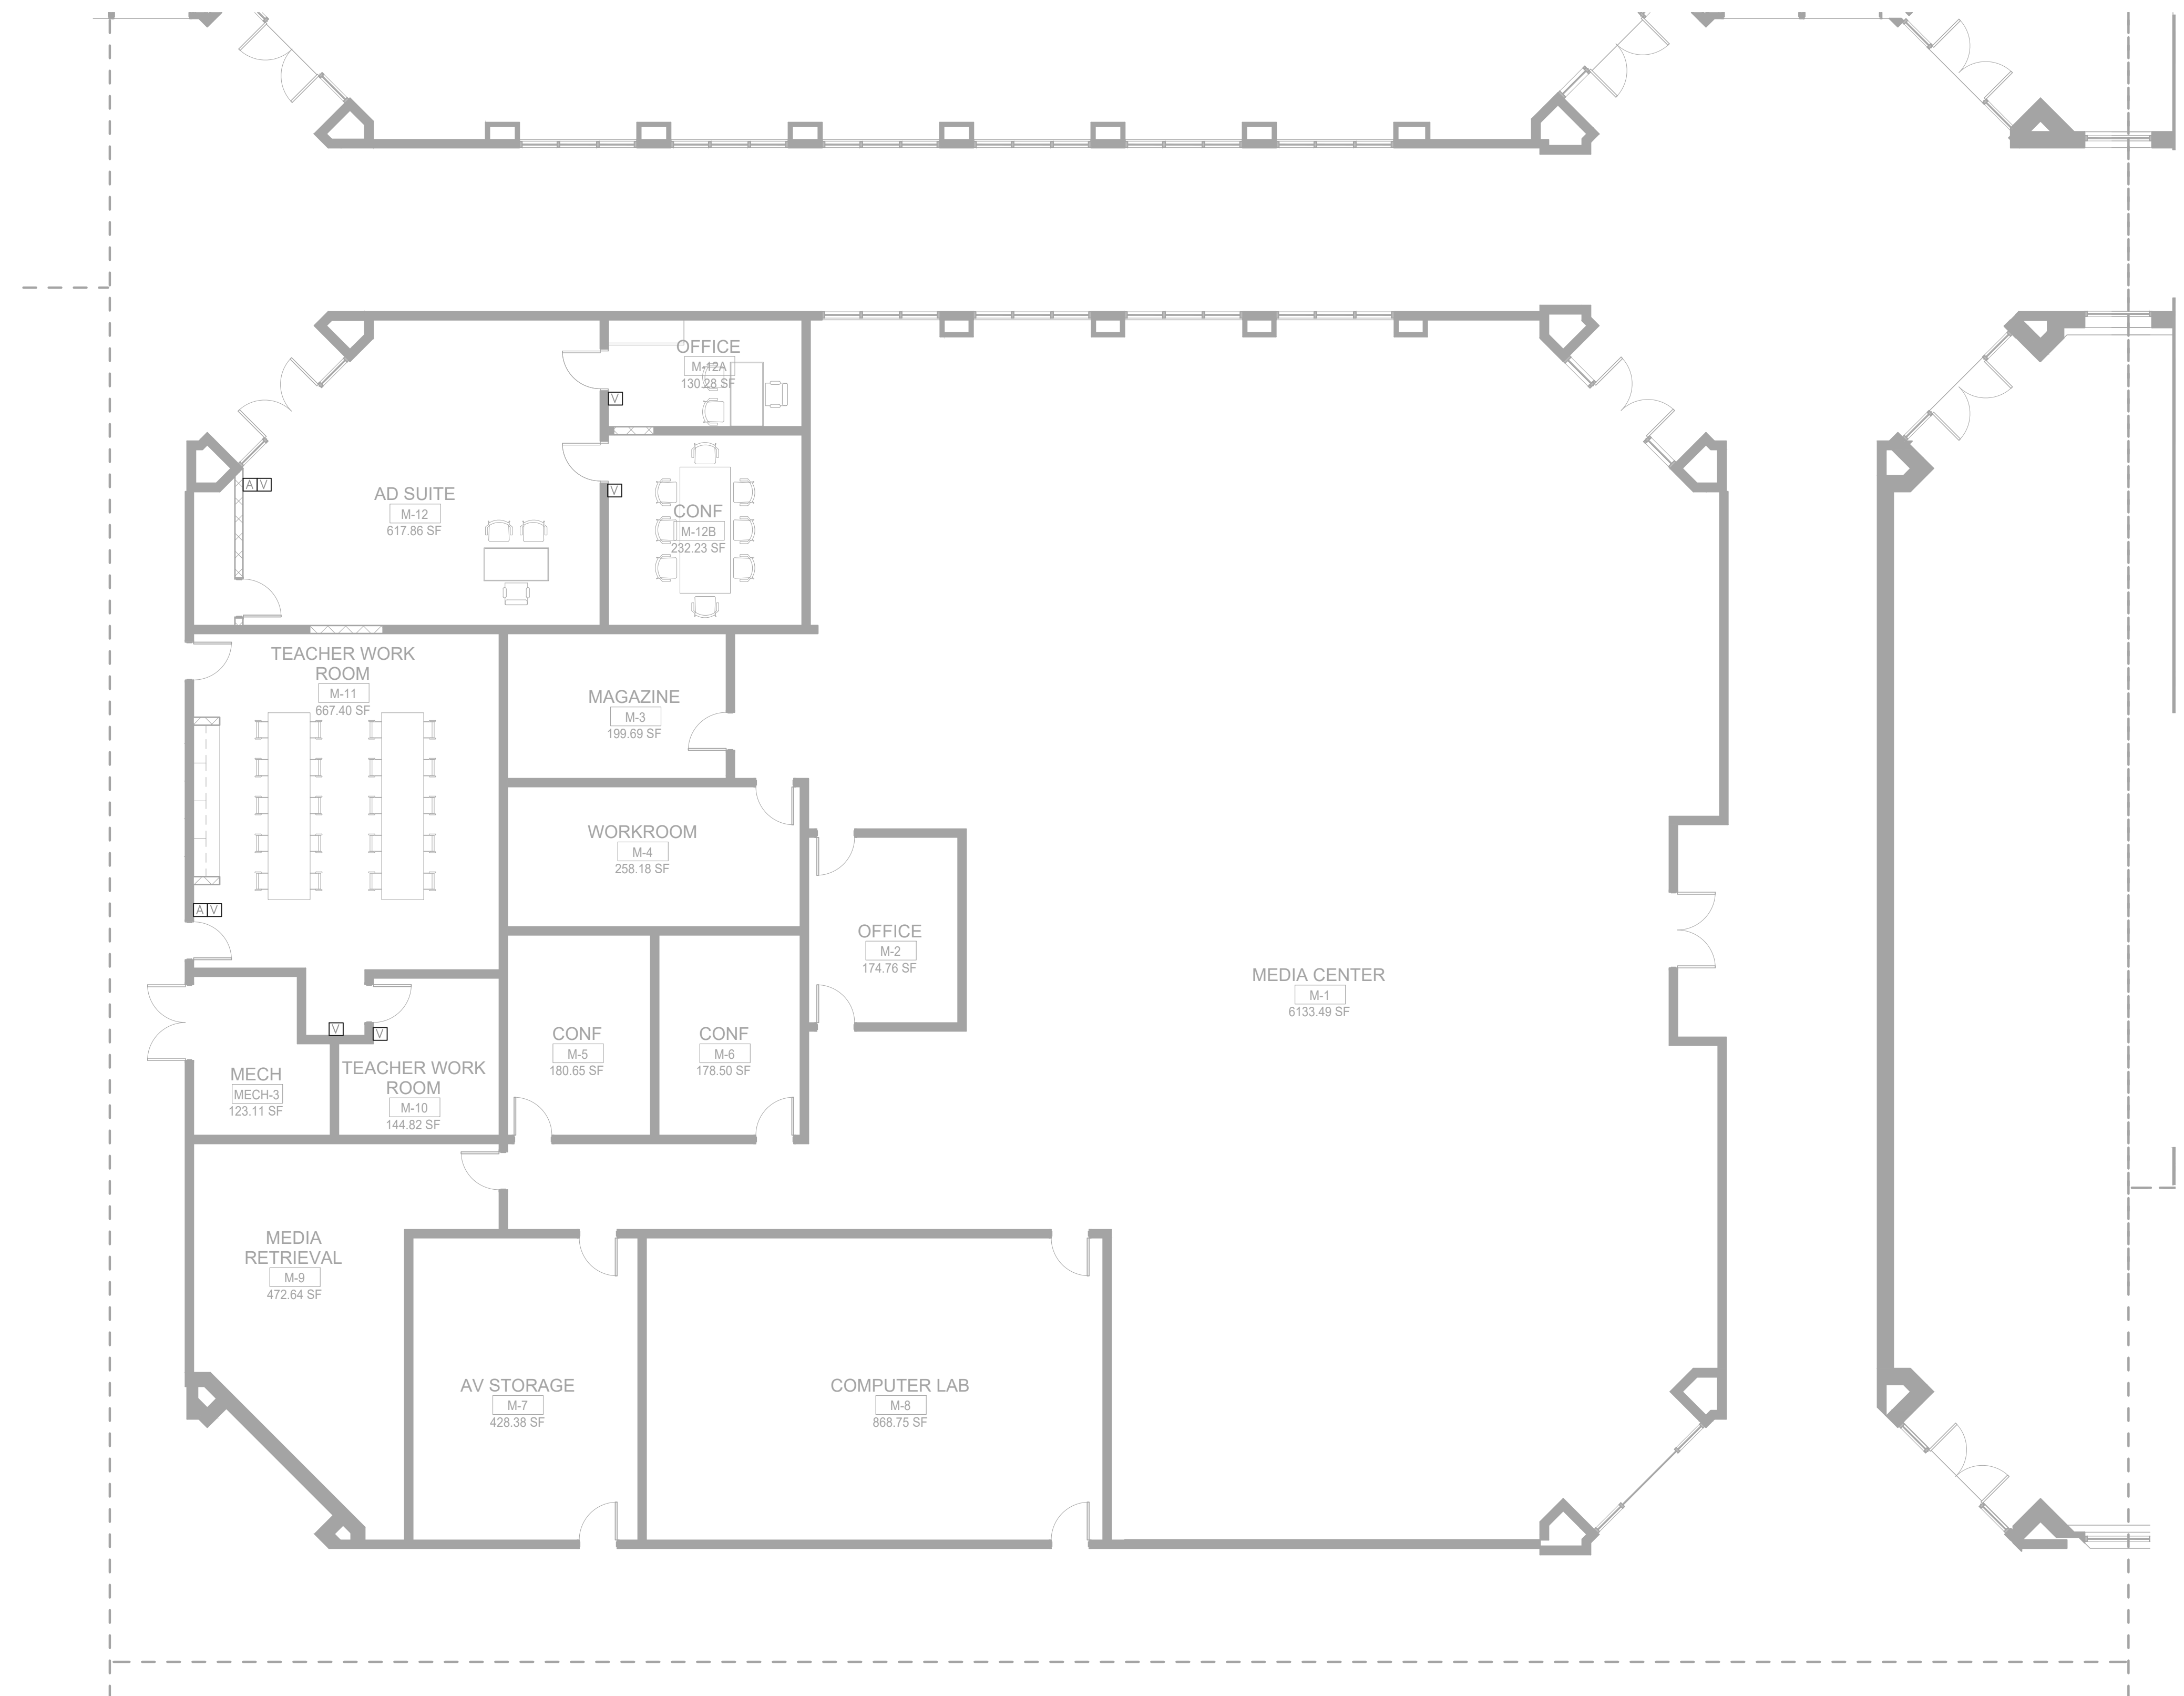 OFFICE
M-12A
130.28 SF
V
A V
AD SUITE
M-12
617.86 SF
V
CONF
M-12B
232.23 SF
TEACHER WORK
ROOM
M-11
667.40 SF
MAGAZINE
M-3
199.69 SF
WORKROOM
M-4
258.18 SF
A V
OFFICE
M-2
174.76 SF
MEDIA CENTER
M-1
6133.49 SF
V
V
CONF
M-5
180.65 SF
CONF
M-6
178.50 SF
MECH
MECH-3
123.11 SF
TEACHER WORK
ROOM
M-10
144.82 SF
MEDIA
RETRIEVAL
M-9
472.64 SF
AV STORAGE
M-7
428.38 SF
COMPUTER LAB
M-8
868.75 SF